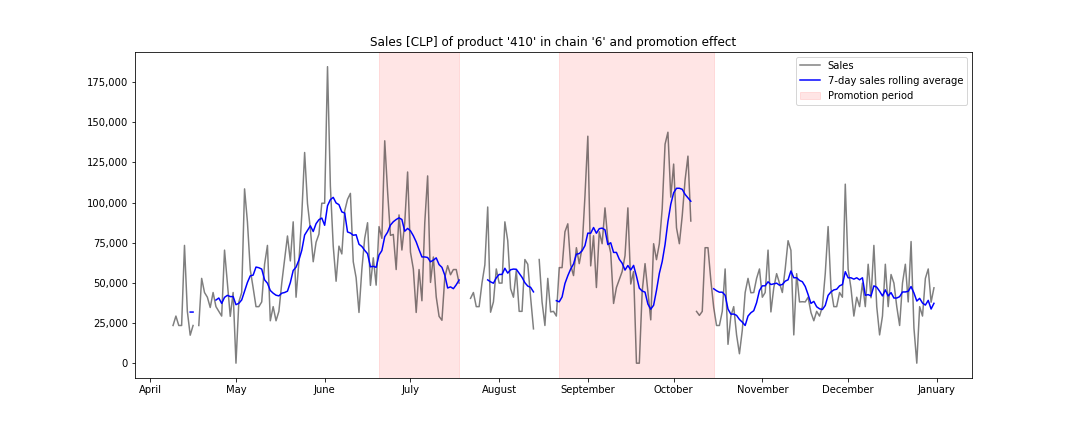 Sales [CLP] of product '410' in chain '6' and promotion effect
Sales
7-day sales rolling average
Promotion period
175,000
150,000
125,000
100,000
75,000
50,000
25,000
0
April May June July August September October November December January